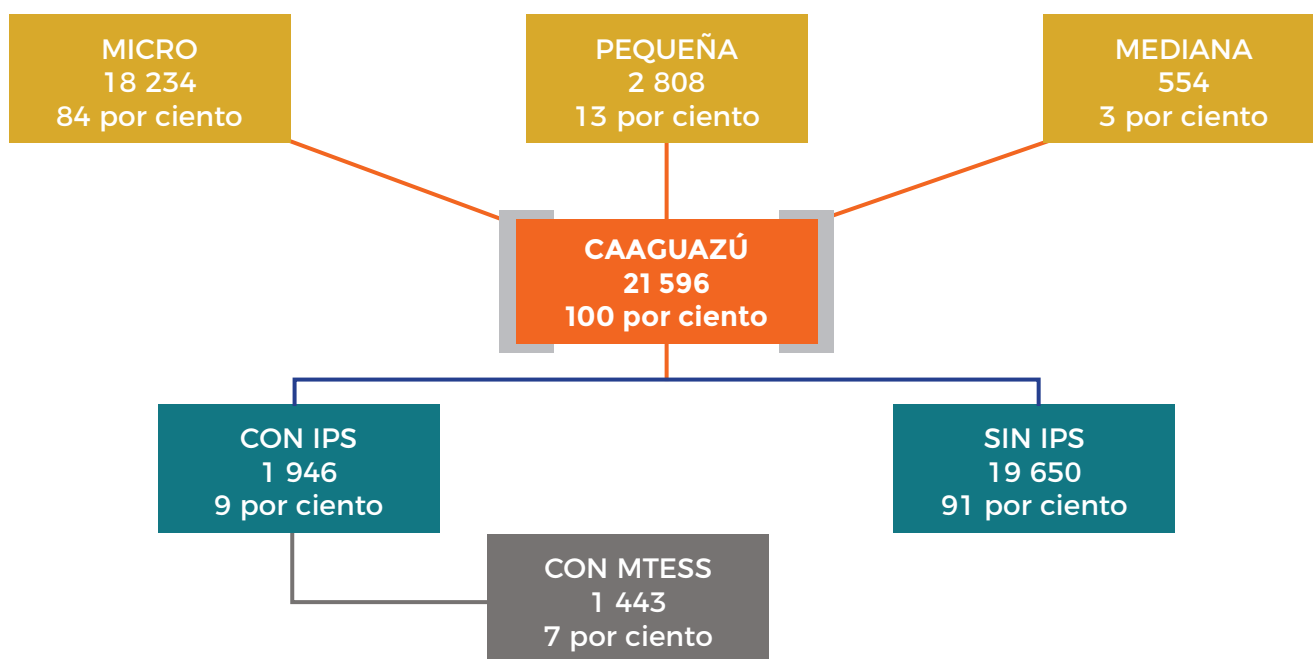 MICRO
18 234
84 por ciento
PEQUEÑA
2 808
13 por ciento
MEDIANA
554
3 por ciento
CAAGUAZÚ
21 596
100 por ciento
CON IPS
1 946
9 por ciento
SIN IPS
19 650
91 por ciento
CON MTESS
1 443
7 por ciento